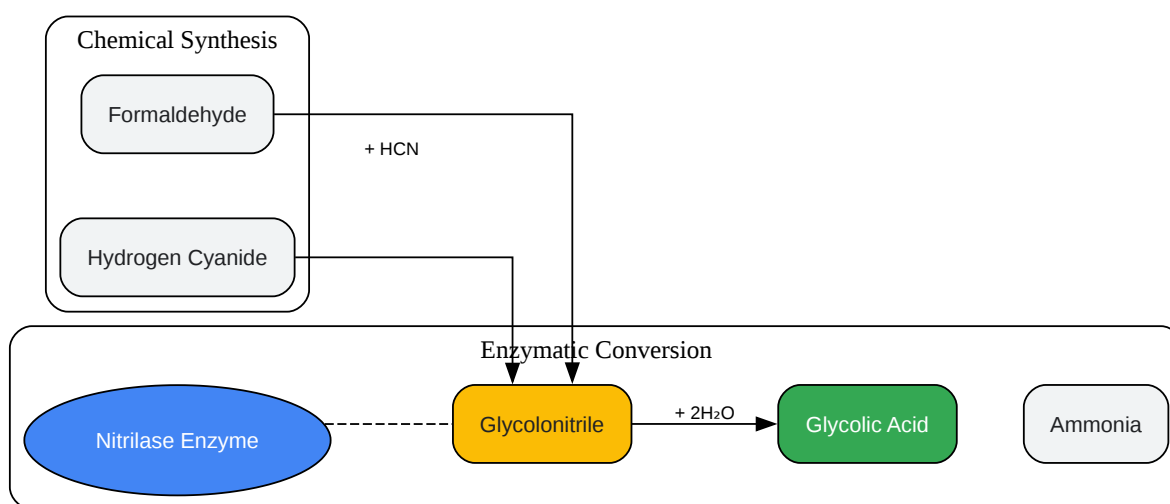 Chemical Synthesis
Formaldehyde
+ HCN
Hydrogen Cyanide
Enzymatic Conversion
Nitrilase Enzyme
Glycolonitrile
+ 2H₂O
Glycolic Acid
Ammonia